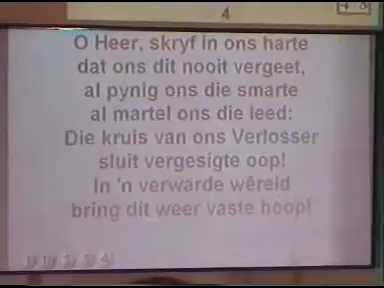 4
O Heer, skryf in ons harte
dat ons dit nooit vergeet,
al pynig ons die smarte
al martel ons die leed:
Die kruis van ons Verlosser
sluit vergesigte oop!
In 'n verwarde wêreld
bring dit weer vaste hoop!